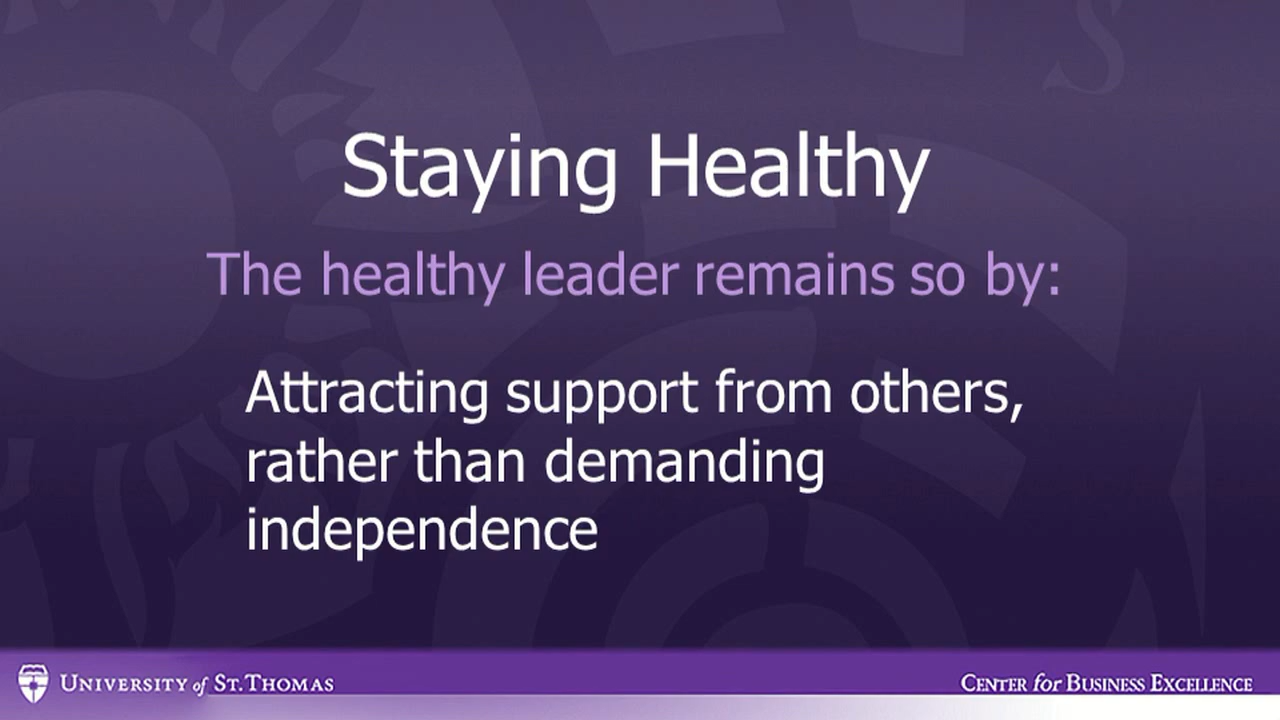 Staying Healthy
The healthy leader remains so by:
Attracting support from others,
rather than demanding
independence
UNIVERSITY of ST. THOMAS
CENTER for BUSINESS EXCELLENCE